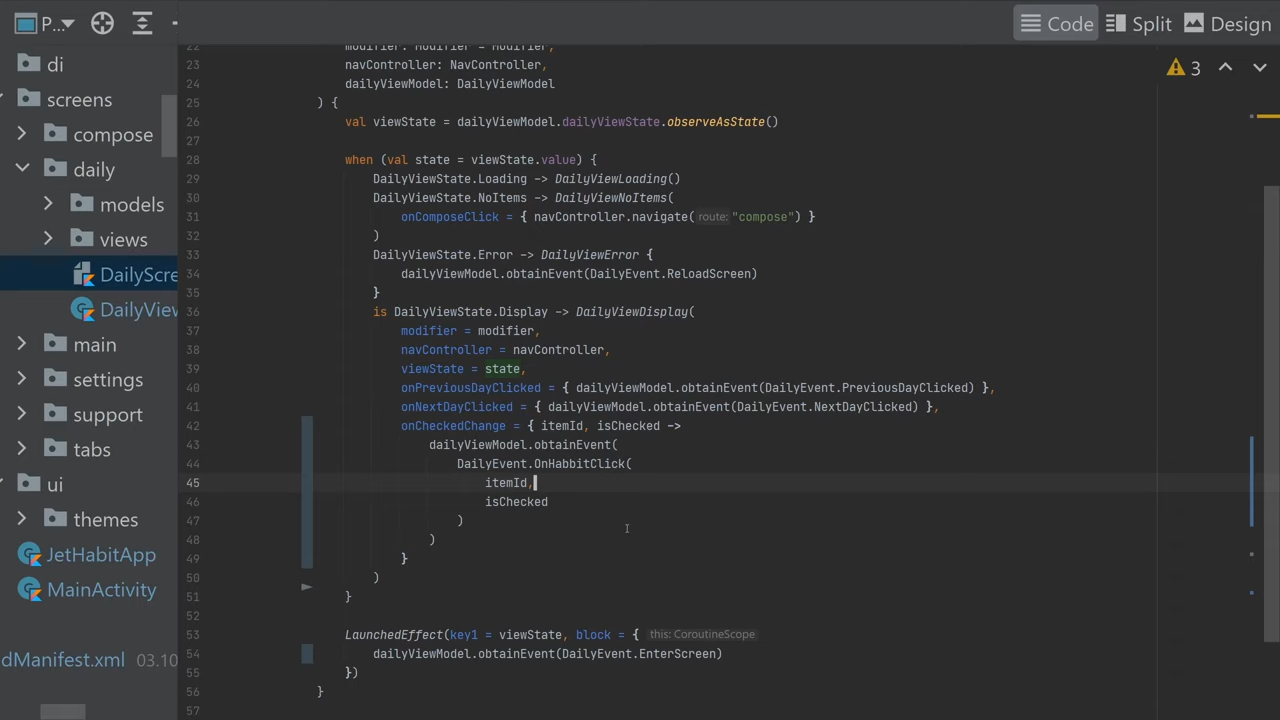 P...
Code
Split
Design
di
screens
compose
daily
models
views
DailyScre
DailyView
main
settings
support
tabs
ui
themes
JetHabitApp
MainActivity
dManifest.xml 03.10
3
22 modifier: Modifier = Modifier,
23 navController: NavController,
24 dailyViewModel: DailyViewModel
25 ) {
26 val viewState = dailyViewModel.dailyViewState.observeAsState()
27
28 when (val state = viewState.value) {
29 DailyViewState.Loading -> DailyViewLoading()
30 DailyViewState.NoItems -> DailyViewNoItems(
31 onComposeClick = { navController.navigate( route: "compose") }
32 )
33 DailyViewState.Error -> DailyViewError {
34 dailyViewModel.obtainEvent(DailyEvent.ReloadScreen)
35 }
36 is DailyViewState.Display -> DailyViewDisplay(
37 modifier = modifier,
38 navController = navController,
39 viewState = state,
40 onPreviousDayClicked = { dailyViewModel.obtainEvent(DailyEvent.PreviousDayClicked) },
41 onNextDayClicked = { dailyViewModel.obtainEvent(DailyEvent.NextDayClicked) },
42 onCheckedChange = { itemId, isChecked ->
43 dailyViewModel.obtainEvent(
44 DailyEvent.OnHabbitClick(
45 itemId,
46 isChecked
47 )
48 )
49 }
50 )
51 }
52
53 LaunchedEffect(key1 = viewState, block = { this: CoroutineScope
54 dailyViewModel.obtainEvent(DailyEvent.EnterScreen)
55 })
56 }
57